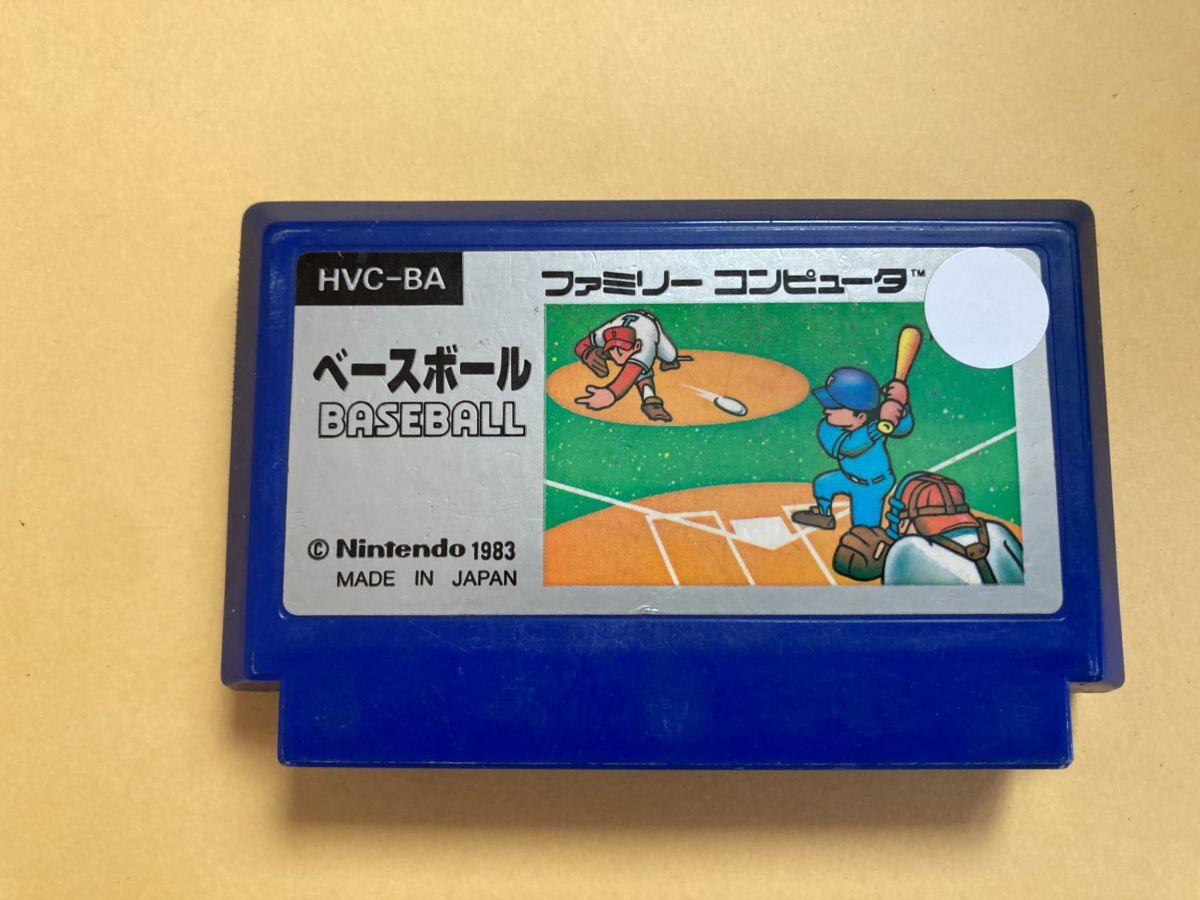 HVC-BA
ファミリー コンピュータ™
ベースボール
BASEBALL
© Nintendo 1983
MADE IN JAPAN
T